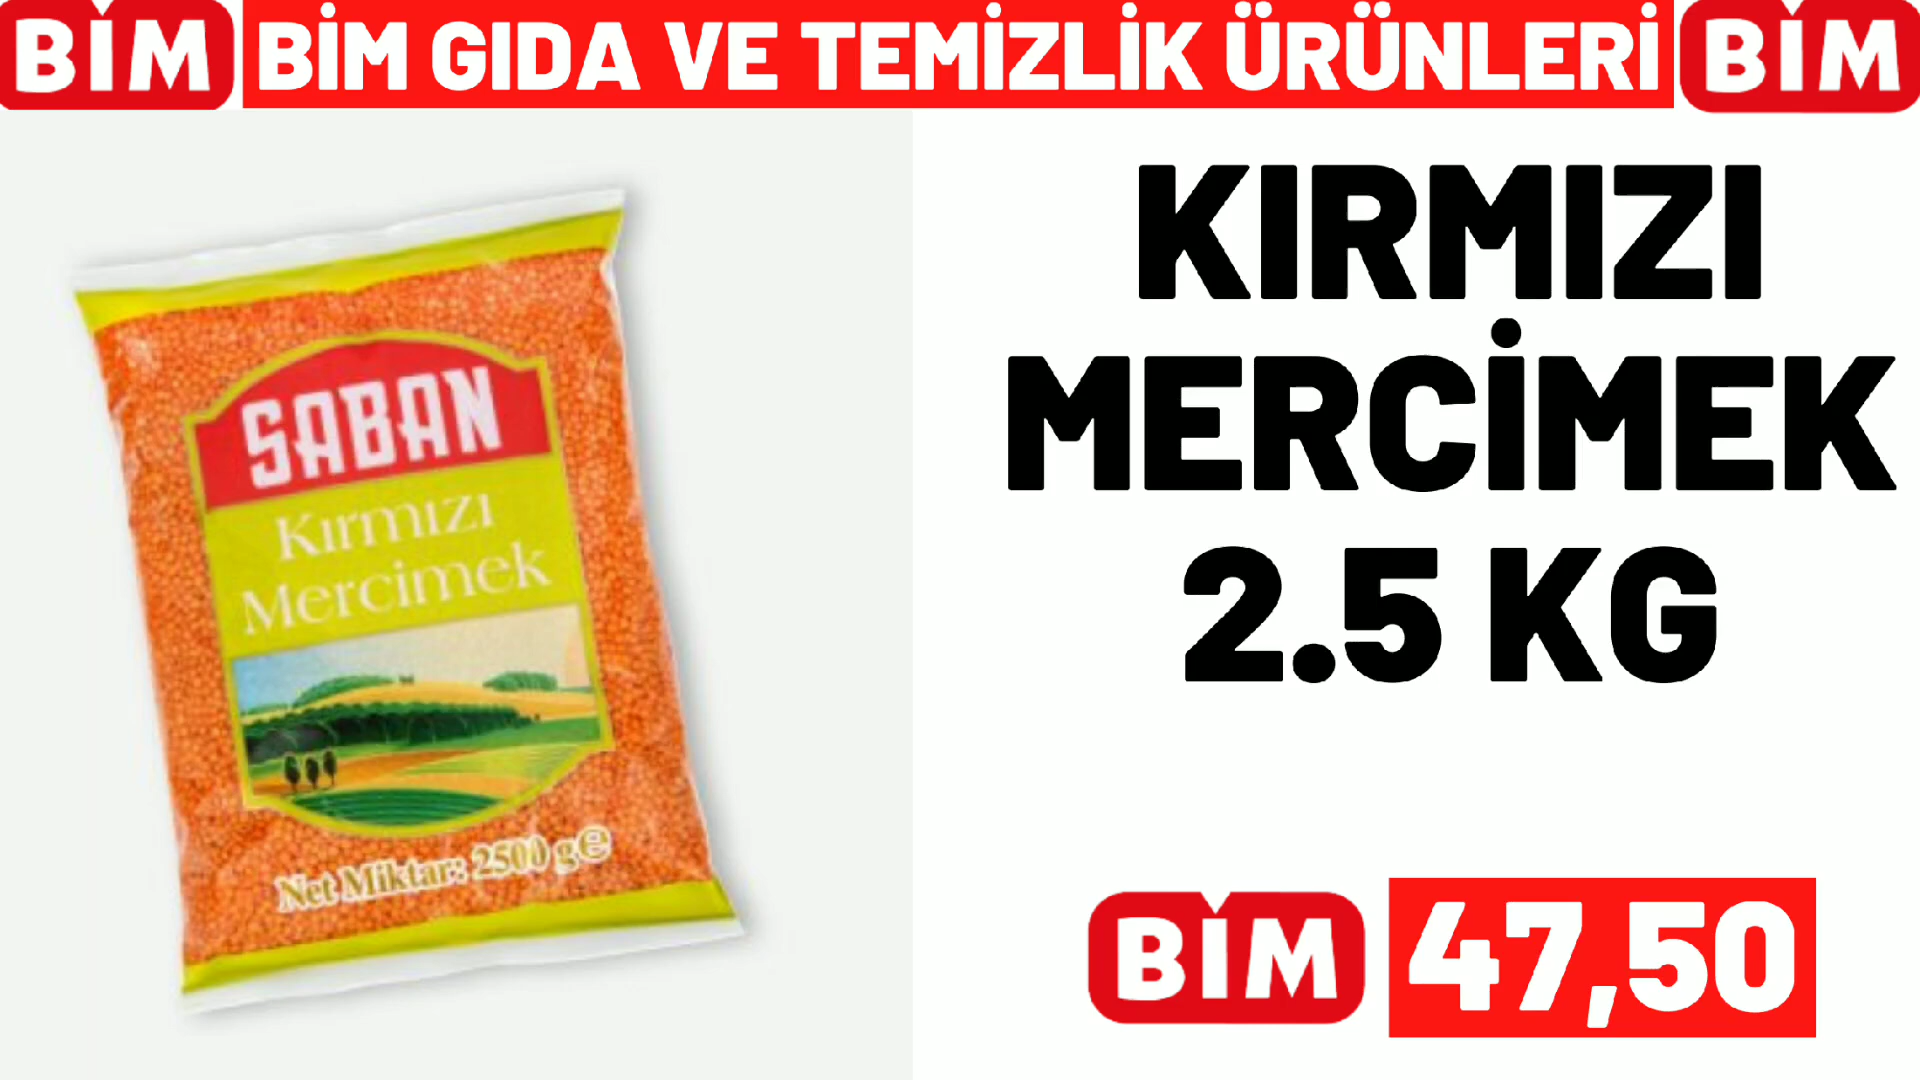 BİM BİM GIDA VE TEMİZLİK ÜRÜNLERİ BİM
SABAN
Kırmızı
Mercimek
Net Miktar: 2500 g e
KIRMIZI
MERCİMEK
2.5 KG
BİM 47,50